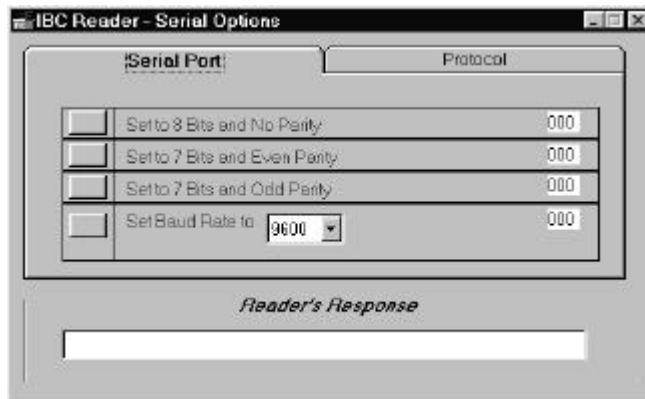 IBC Reader - Serial Options
Serial Port
Protocol
Set to 8 Bits and No Parity 000
Set to 7 Bits and Even Parity 000
Set to 7 Bits and Odd Parity 000
Set Baud Rate to 9600 000
Reader's Response